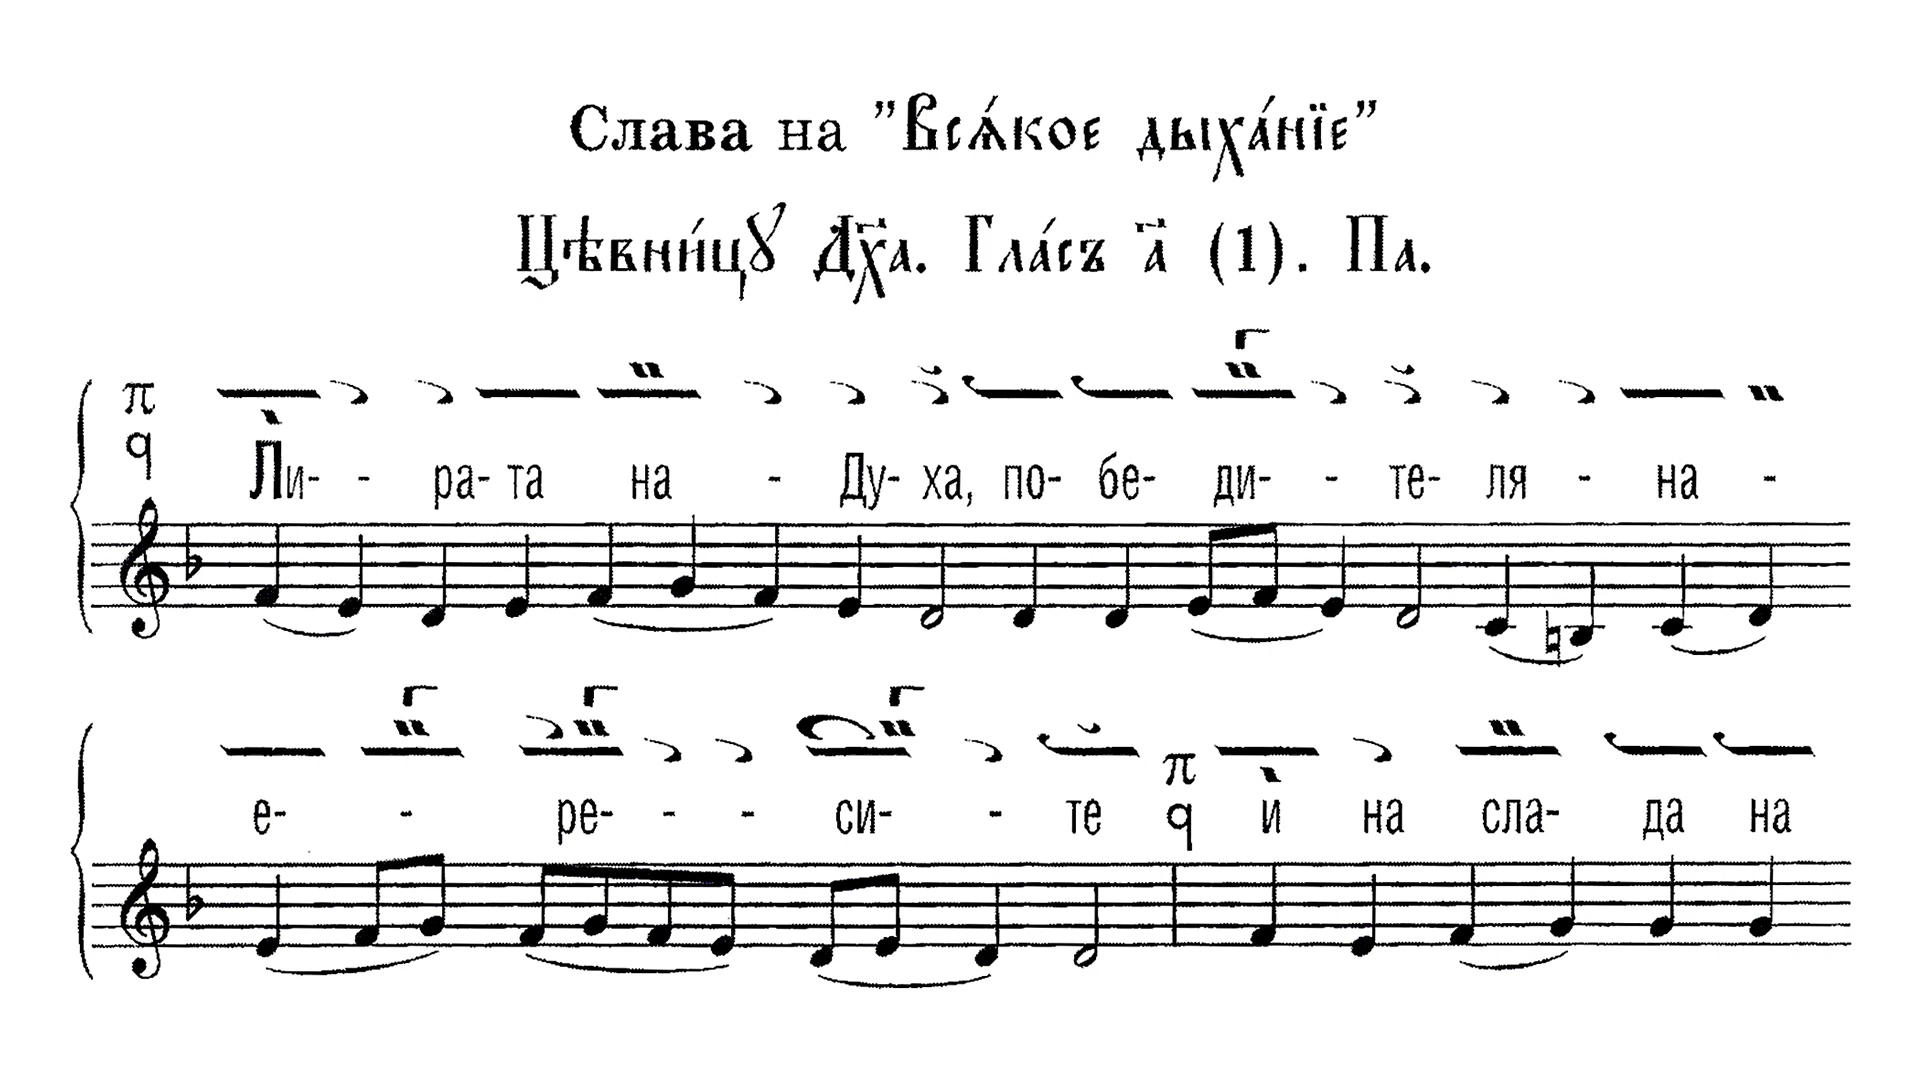 Слава на "Всѧ́кое дыха́нїе"
Цѣвни́цꙋ Дх҃а. Гла́съ а҃ (1). Па.
π
q
Ли- - ра- та на - Ду- ха, по- бе- ди- - те- ля - на -
π
е- - ре- - - си- - те q и на сла- да на